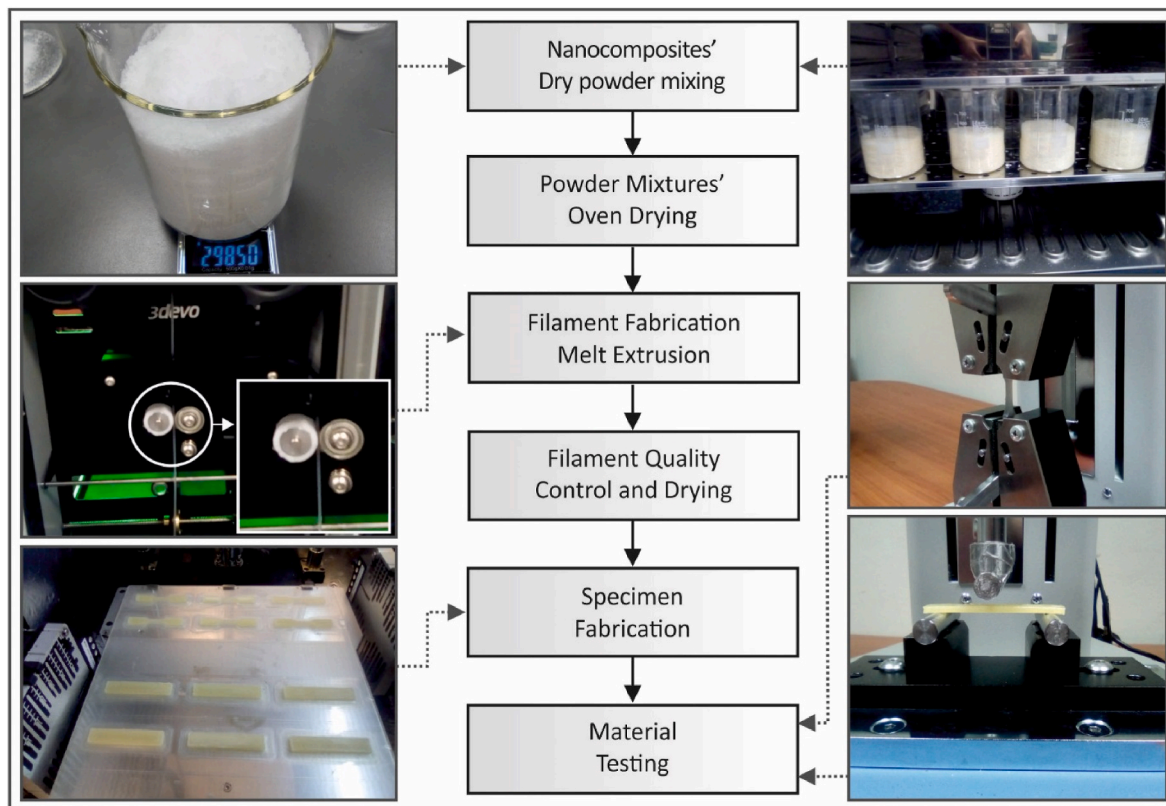 Nanocomposites’
Dry powder mixing
Powder Mixtures’
Oven Drying
29850
3devo
Filament Fabrication
Melt Extrusion
Filament Quality
Control and Drying
Specimen
Fabrication
Material
Testing